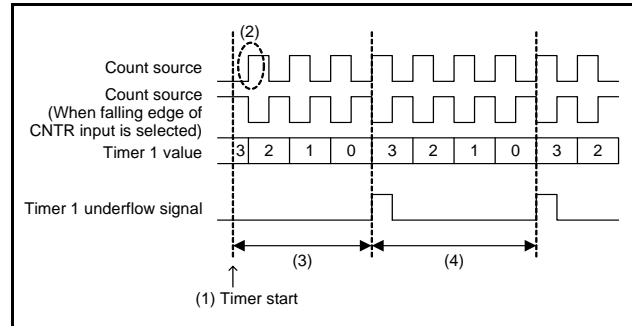 (2)
Count source
Count source
(When falling edge of
CNTR input is selected)
Timer 1 value
3 2 1 0 3 2 1 0 3 2
Timer 1 underflow signal
(3) (4)
(1) Timer start